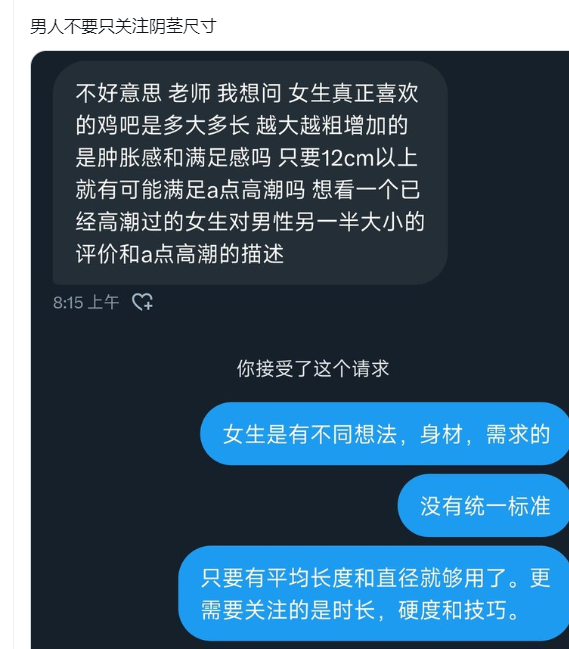 男人不要只关注阴茎尺寸
不好意思 老师 我想问 女生真正喜欢
的鸡吧是多大多长 越大越粗增加的
是肿胀感和满足感吗 只要12cm以上
就有可能满足a点高潮吗 想看一个已
经高潮过的女生对男性另一半大小的
评价和a点高潮的描述
8:15 上午
你接受了这个请求
女生是有不同想法，身材，需求的
没有统一标准
只要有平均长度和直径就够用了。更
需要关注的是时长，硬度和技巧。